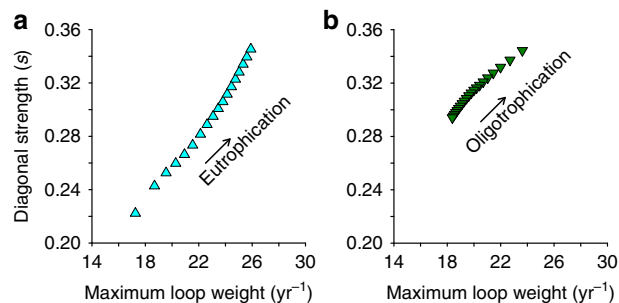 a
b
Diagonal strength (s)
0.36
0.32
0.28
0.24
0.20
Eutrophication
14 18 22 26 30
Maximum loop weight (yr⁻¹)
0.36
0.32
0.28
0.24
0.20
Oligotrophication
14 18 22 26 30
Maximum loop weight (yr⁻¹)